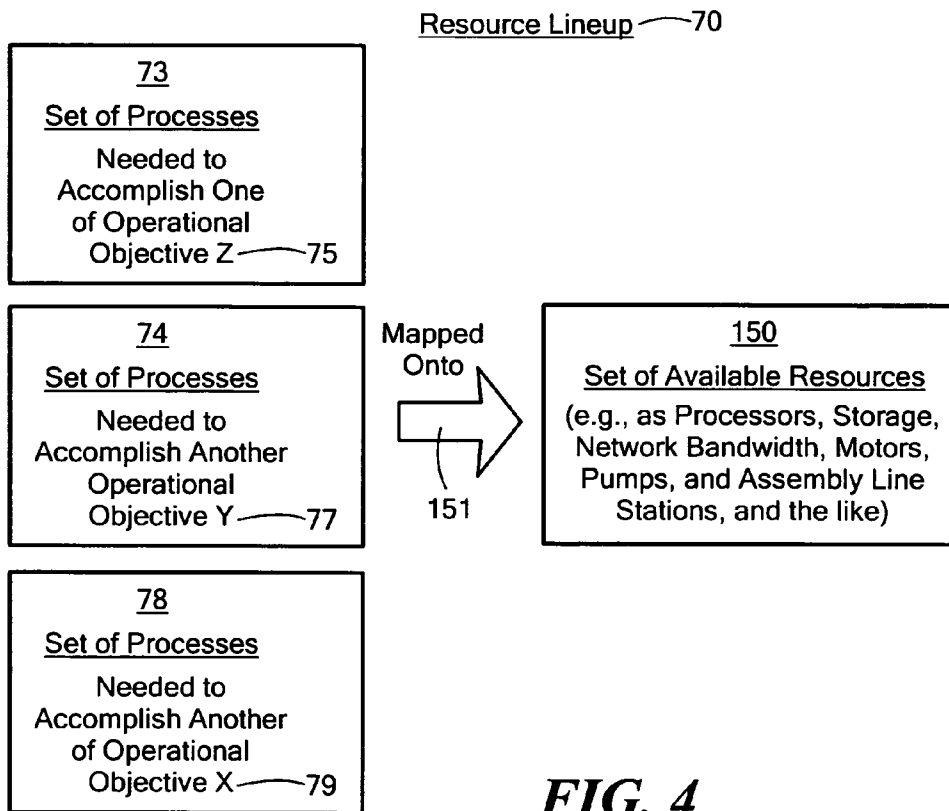 Resource Lineup 70
73
Set of Processes
Needed to
Accomplish One
of Operational
Objective Z 75
74
Set of Processes
Needed to
Accomplish Another
Operational
Objective Y 77
78
Set of Processes
Needed to
Accomplish Another
of Operational
Objective X 79
Mapped
Onto
151
150
Set of Available Resources
(e.g., as Processors, Storage,
Network Bandwidth, Motors,
Pumps, and Assembly Line
Stations, and the like)
FIG. 4